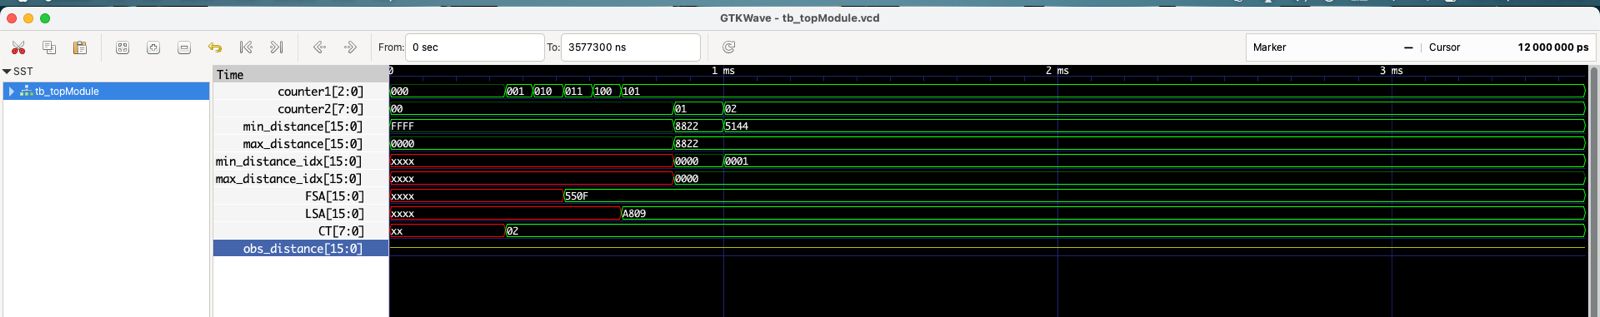 GTKWave - tb_topModule.vcd
From: 0 sec To: 3577300 ns Marker — Cursor 12 000 000 ps
SST Time 0 1 ms 2 ms 3 ms
tb_topModule counter1[2:0] 000 001 010 011 100 101
counter2[7:0] 00 01 02
min_distance[15:0] FFFF 8822 5144
max_distance[15:0] 0000 8822
min_distance_idx[15:0] xxxx 0000 0001
max_distance_idx[15:0] xxxx 0000
FSA[15:0] xxxx 550F
LSA[15:0] xxxx A809
CT[7:0] xx 02
obs_distance[15:0]